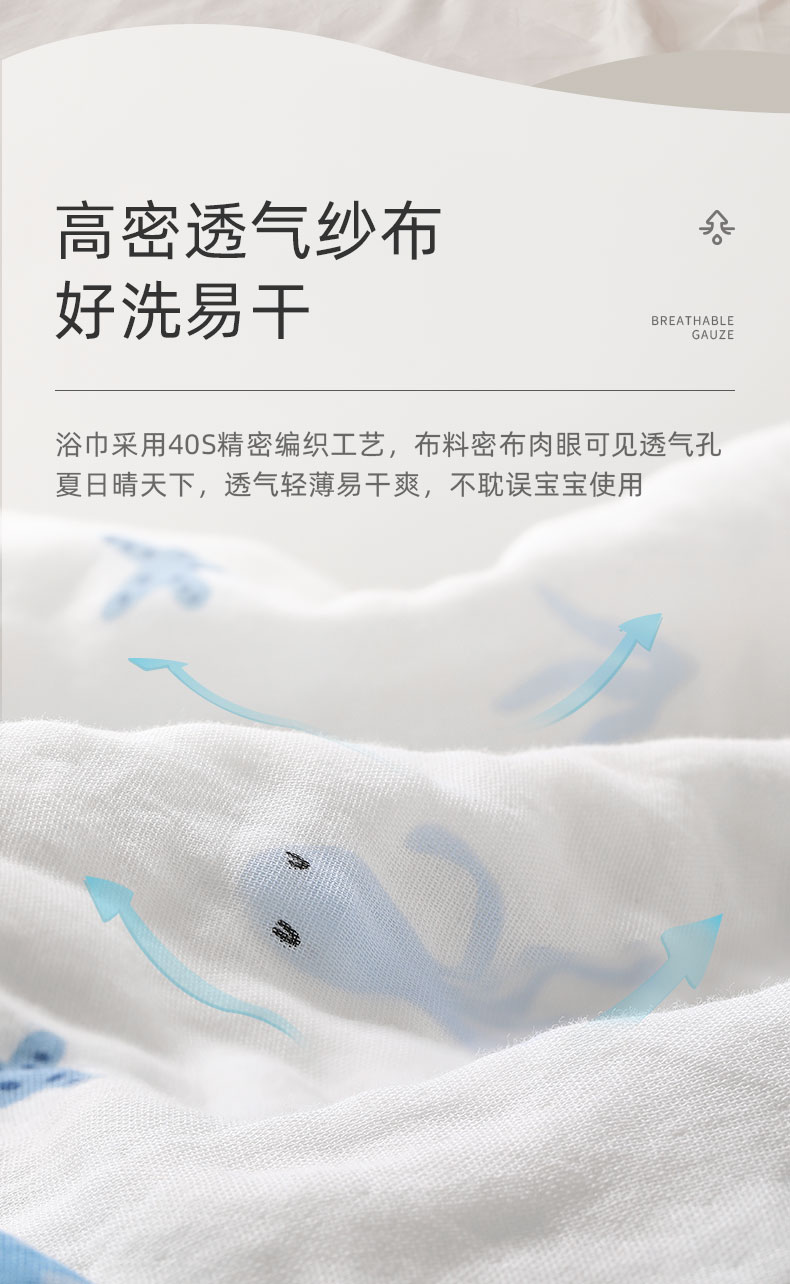 高密透气纱布
好洗易干
BREATHABLE
GAUZE
浴巾采用40S精密编织工艺，布料密布肉眼可见透气孔
夏日晴天下，透气轻薄易干爽，不耽误宝宝使用